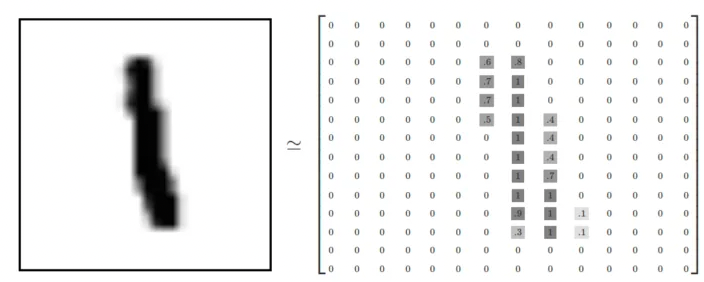 1
≃
0 0 0 0 0 0 0 0 0 0 0 0 0 0
0 0 0 0 0 0 0 0 0 0 0 0 0 0
0 0 0 0 0 0 .6 .8 0 0 0 0 0 0
0 0 0 0 0 0 .7 1 0 0 0 0 0 0
0 0 0 0 0 0 .7 1 0 0 0 0 0 0
0 0 0 0 0 0 .5 1 .4 0 0 0 0 0
0 0 0 0 0 0 0 1 .4 0 0 0 0 0
0 0 0 0 0 0 0 1 .4 0 0 0 0 0
0 0 0 0 0 0 0 1 .7 0 0 0 0 0
0 0 0 0 0 0 0 1 1 0 0 0 0 0
0 0 0 0 0 0 0 .9 1 .1 0 0 0 0
0 0 0 0 0 0 0 .3 1 .1 0 0 0 0
0 0 0 0 0 0 0 0 0 0 0 0 0 0
0 0 0 0 0 0 0 0 0 0 0 0 0 0